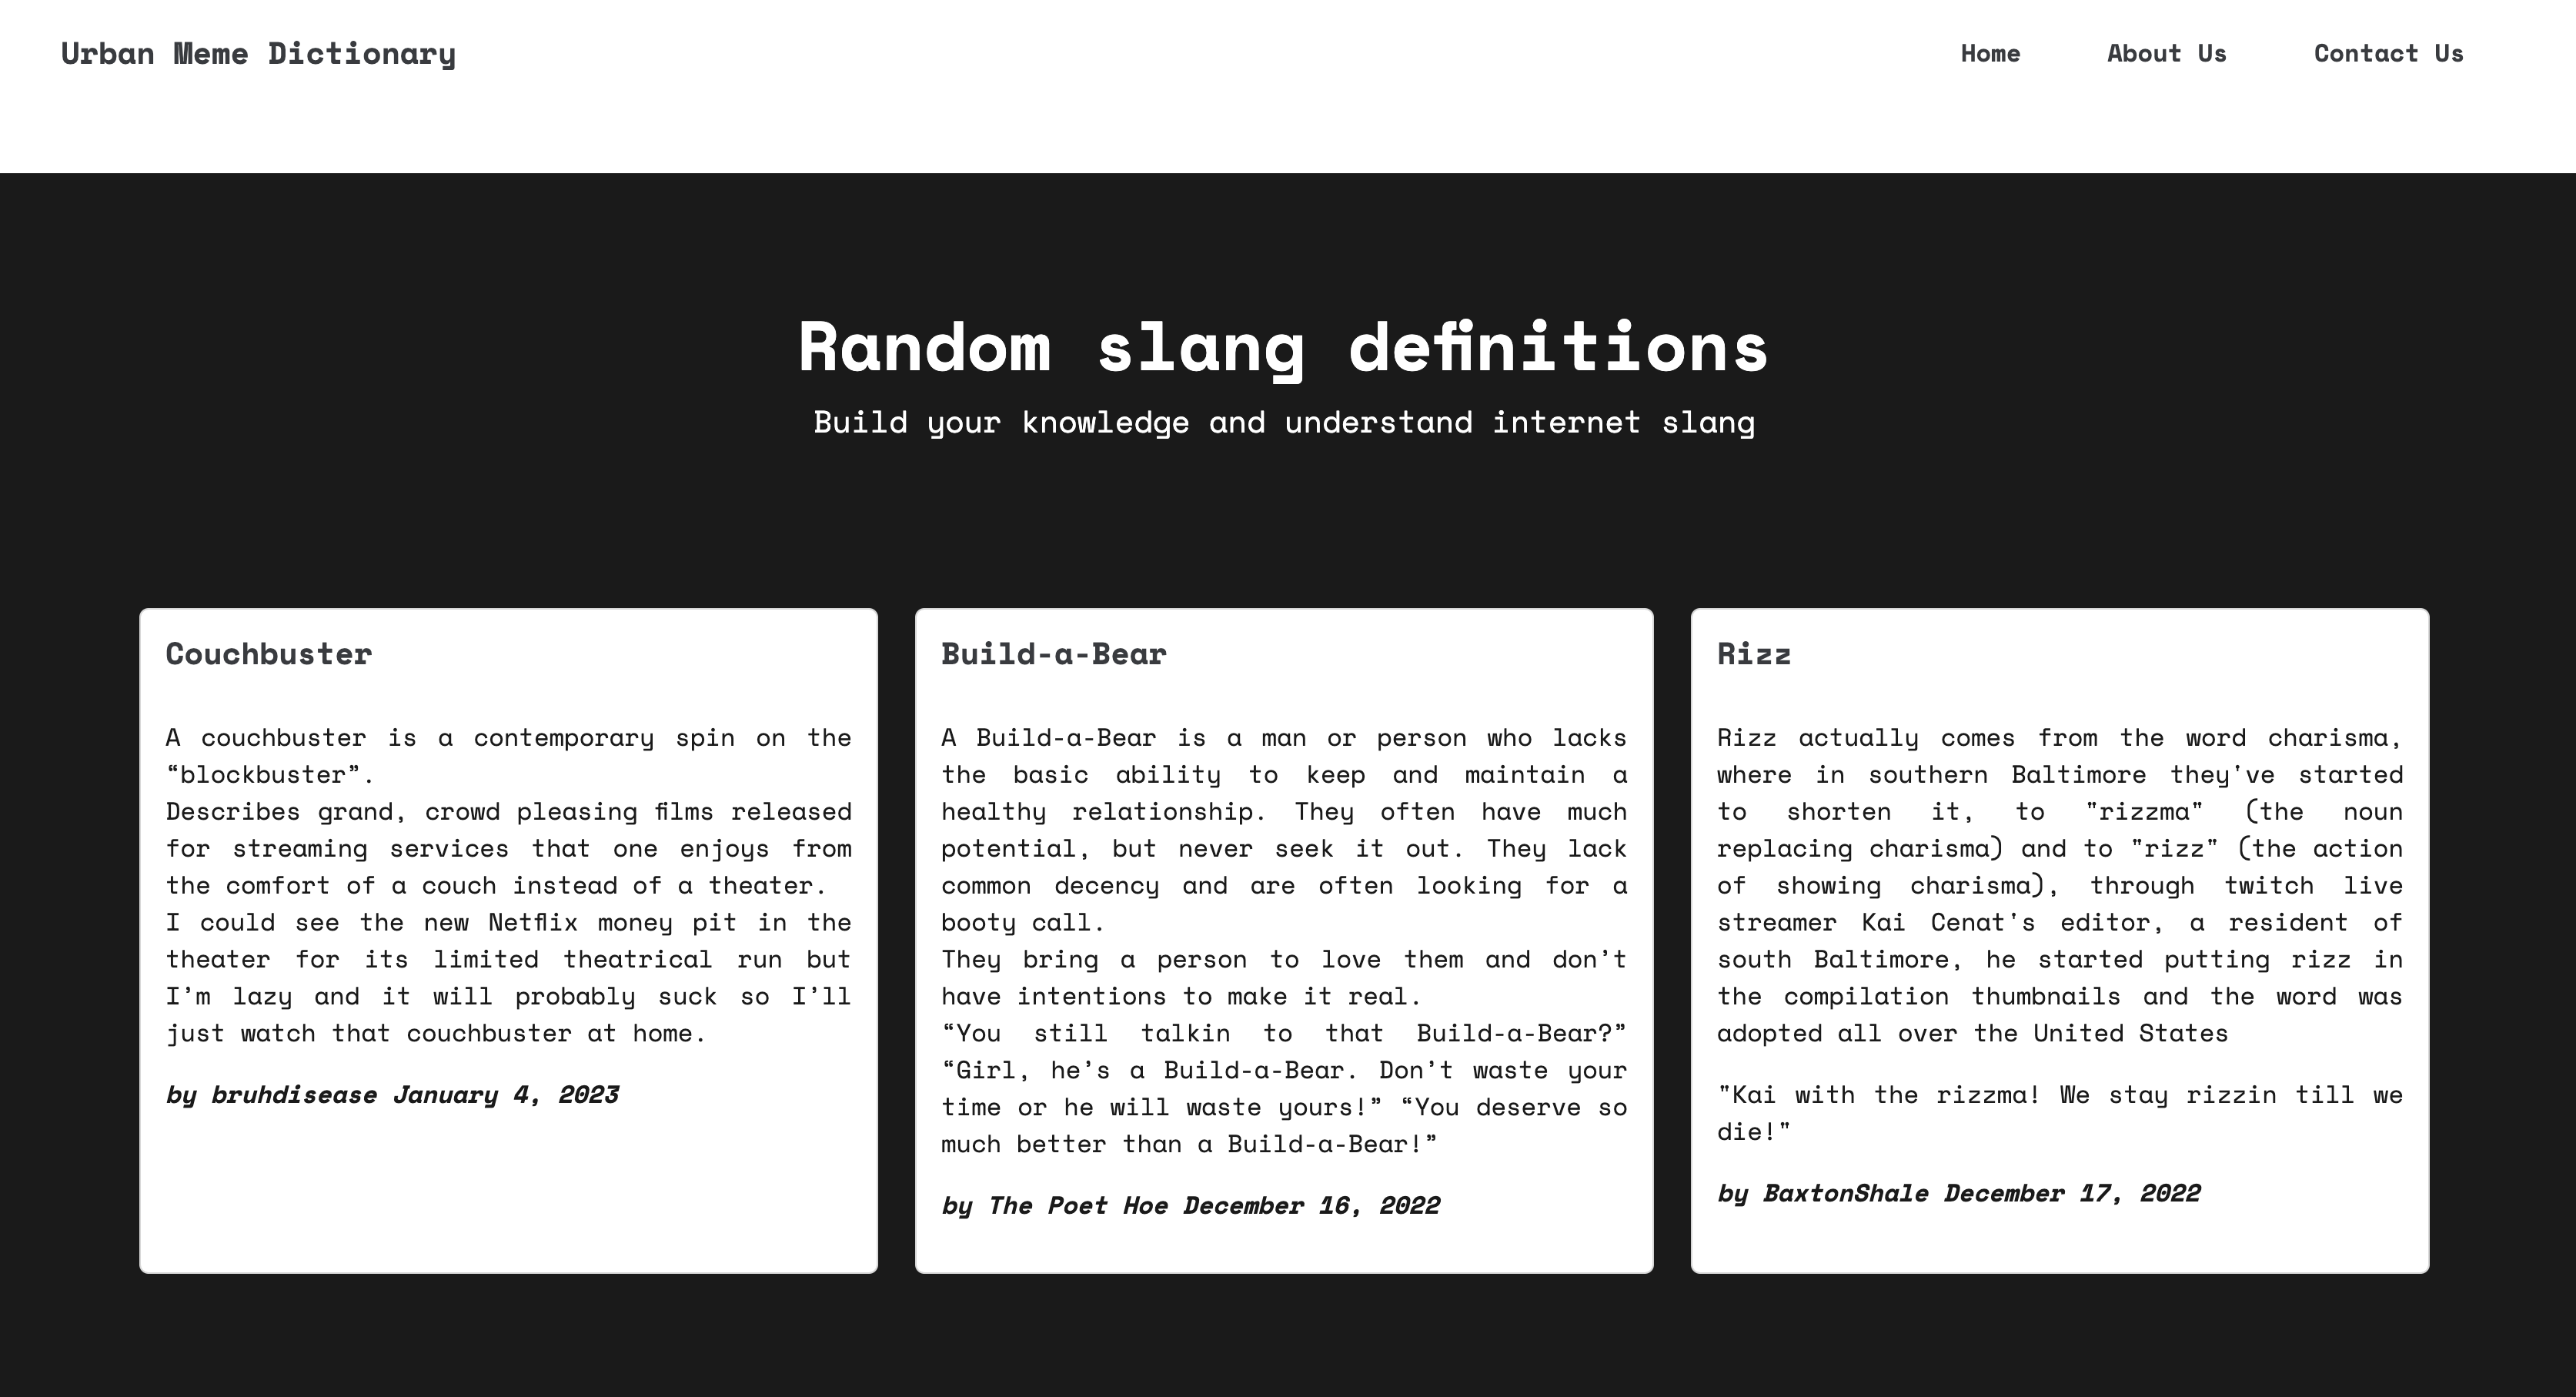 Urban Meme Dictionary
Home
About Us
Contact Us
Random slang definitions
Build your knowledge and understand internet slang
Couchbuster
A couchbuster is a contemporary spin on the
“blockbuster”.
Describes grand, crowd pleasing films released
for streaming services that one enjoys from
the comfort of a couch instead of a theater.
I could see the new Netflix money pit in the
theater for its limited theatrical run but
I’m lazy and it will probably suck so I’ll
just watch that couchbuster at home.
by bruhdisease January 4, 2023
Build-a-Bear
A Build-a-Bear is a man or person who lacks
the basic ability to keep and maintain a
healthy relationship. They often have much
potential, but never seek it out. They lack
common decency and are often looking for a
booty call.
They bring a person to love them and don’t
have intentions to make it real.
“You still talkin to that Build-a-Bear?”
“Girl, he’s a Build-a-Bear. Don’t waste your
time or he will waste yours!” “You deserve so
much better than a Build-a-Bear!”
by The Poet Hoe December 16, 2022
Rizz
Rizz actually comes from the word charisma,
where in southern Baltimore they've started
to shorten it, to "rizzma" (the noun
replacing charisma) and to "rizz" (the action
of showing charisma), through twitch live
streamer Kai Cenat's editor, a resident of
south Baltimore, he started putting rizz in
the compilation thumbnails and the word was
adopted all over the United States
"Kai with the rizzma! We stay rizzin till we
die!"
by BaxtonShale December 17, 2022